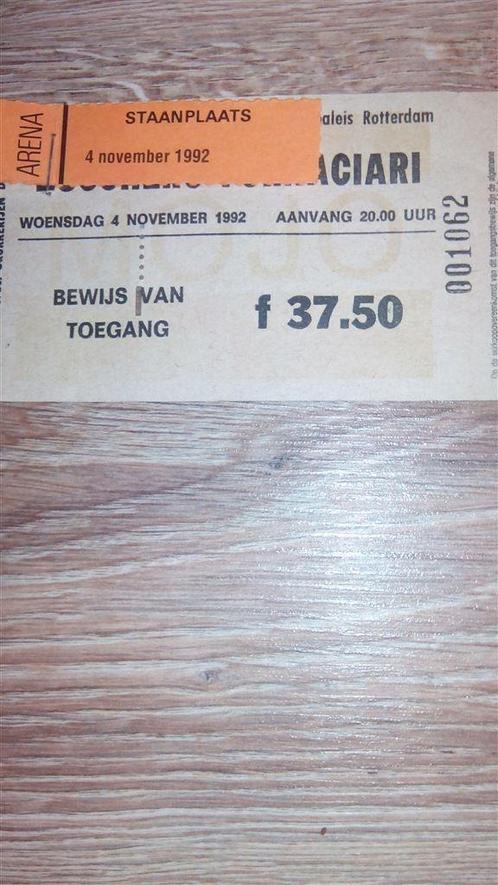 ARENA
STAANPLAATS
4 november 1992
paleis Rotterdam
ACIARI
WOENSDAG 4 NOVEMBER 1992 AANVANG 20.00 UUR
MOJO
BEWIJS VAN
TOEGANG
f 37.50
001062